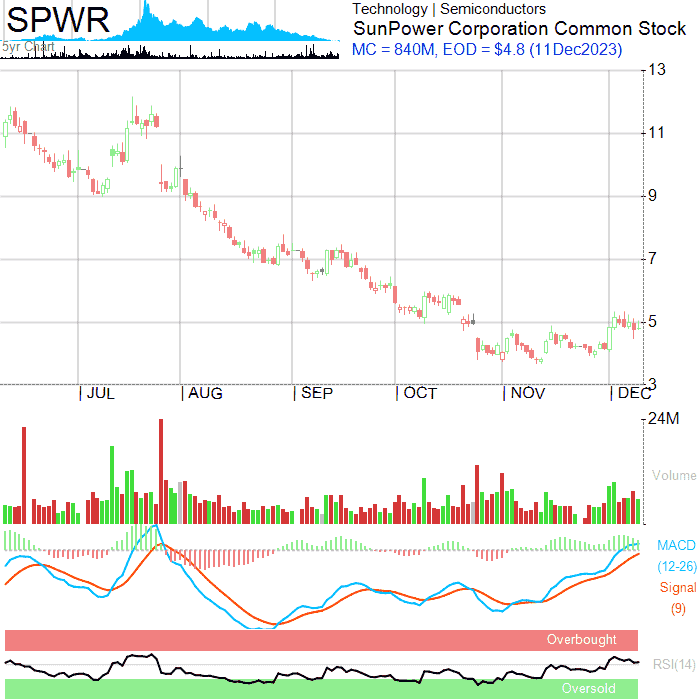 SPWR
5yr Chart
Technology | Semiconductors
SunPower Corporation Common Stock
MC = 840M, EOD = $4.8 (11Dec2023)
13
11
9
7
5
3
| JUL | AUG | SEP | OCT | NOV | DEC
24M
Volume
MACD
(12-26)
Signal
(9)
Overbought
RSI(14)
Oversold